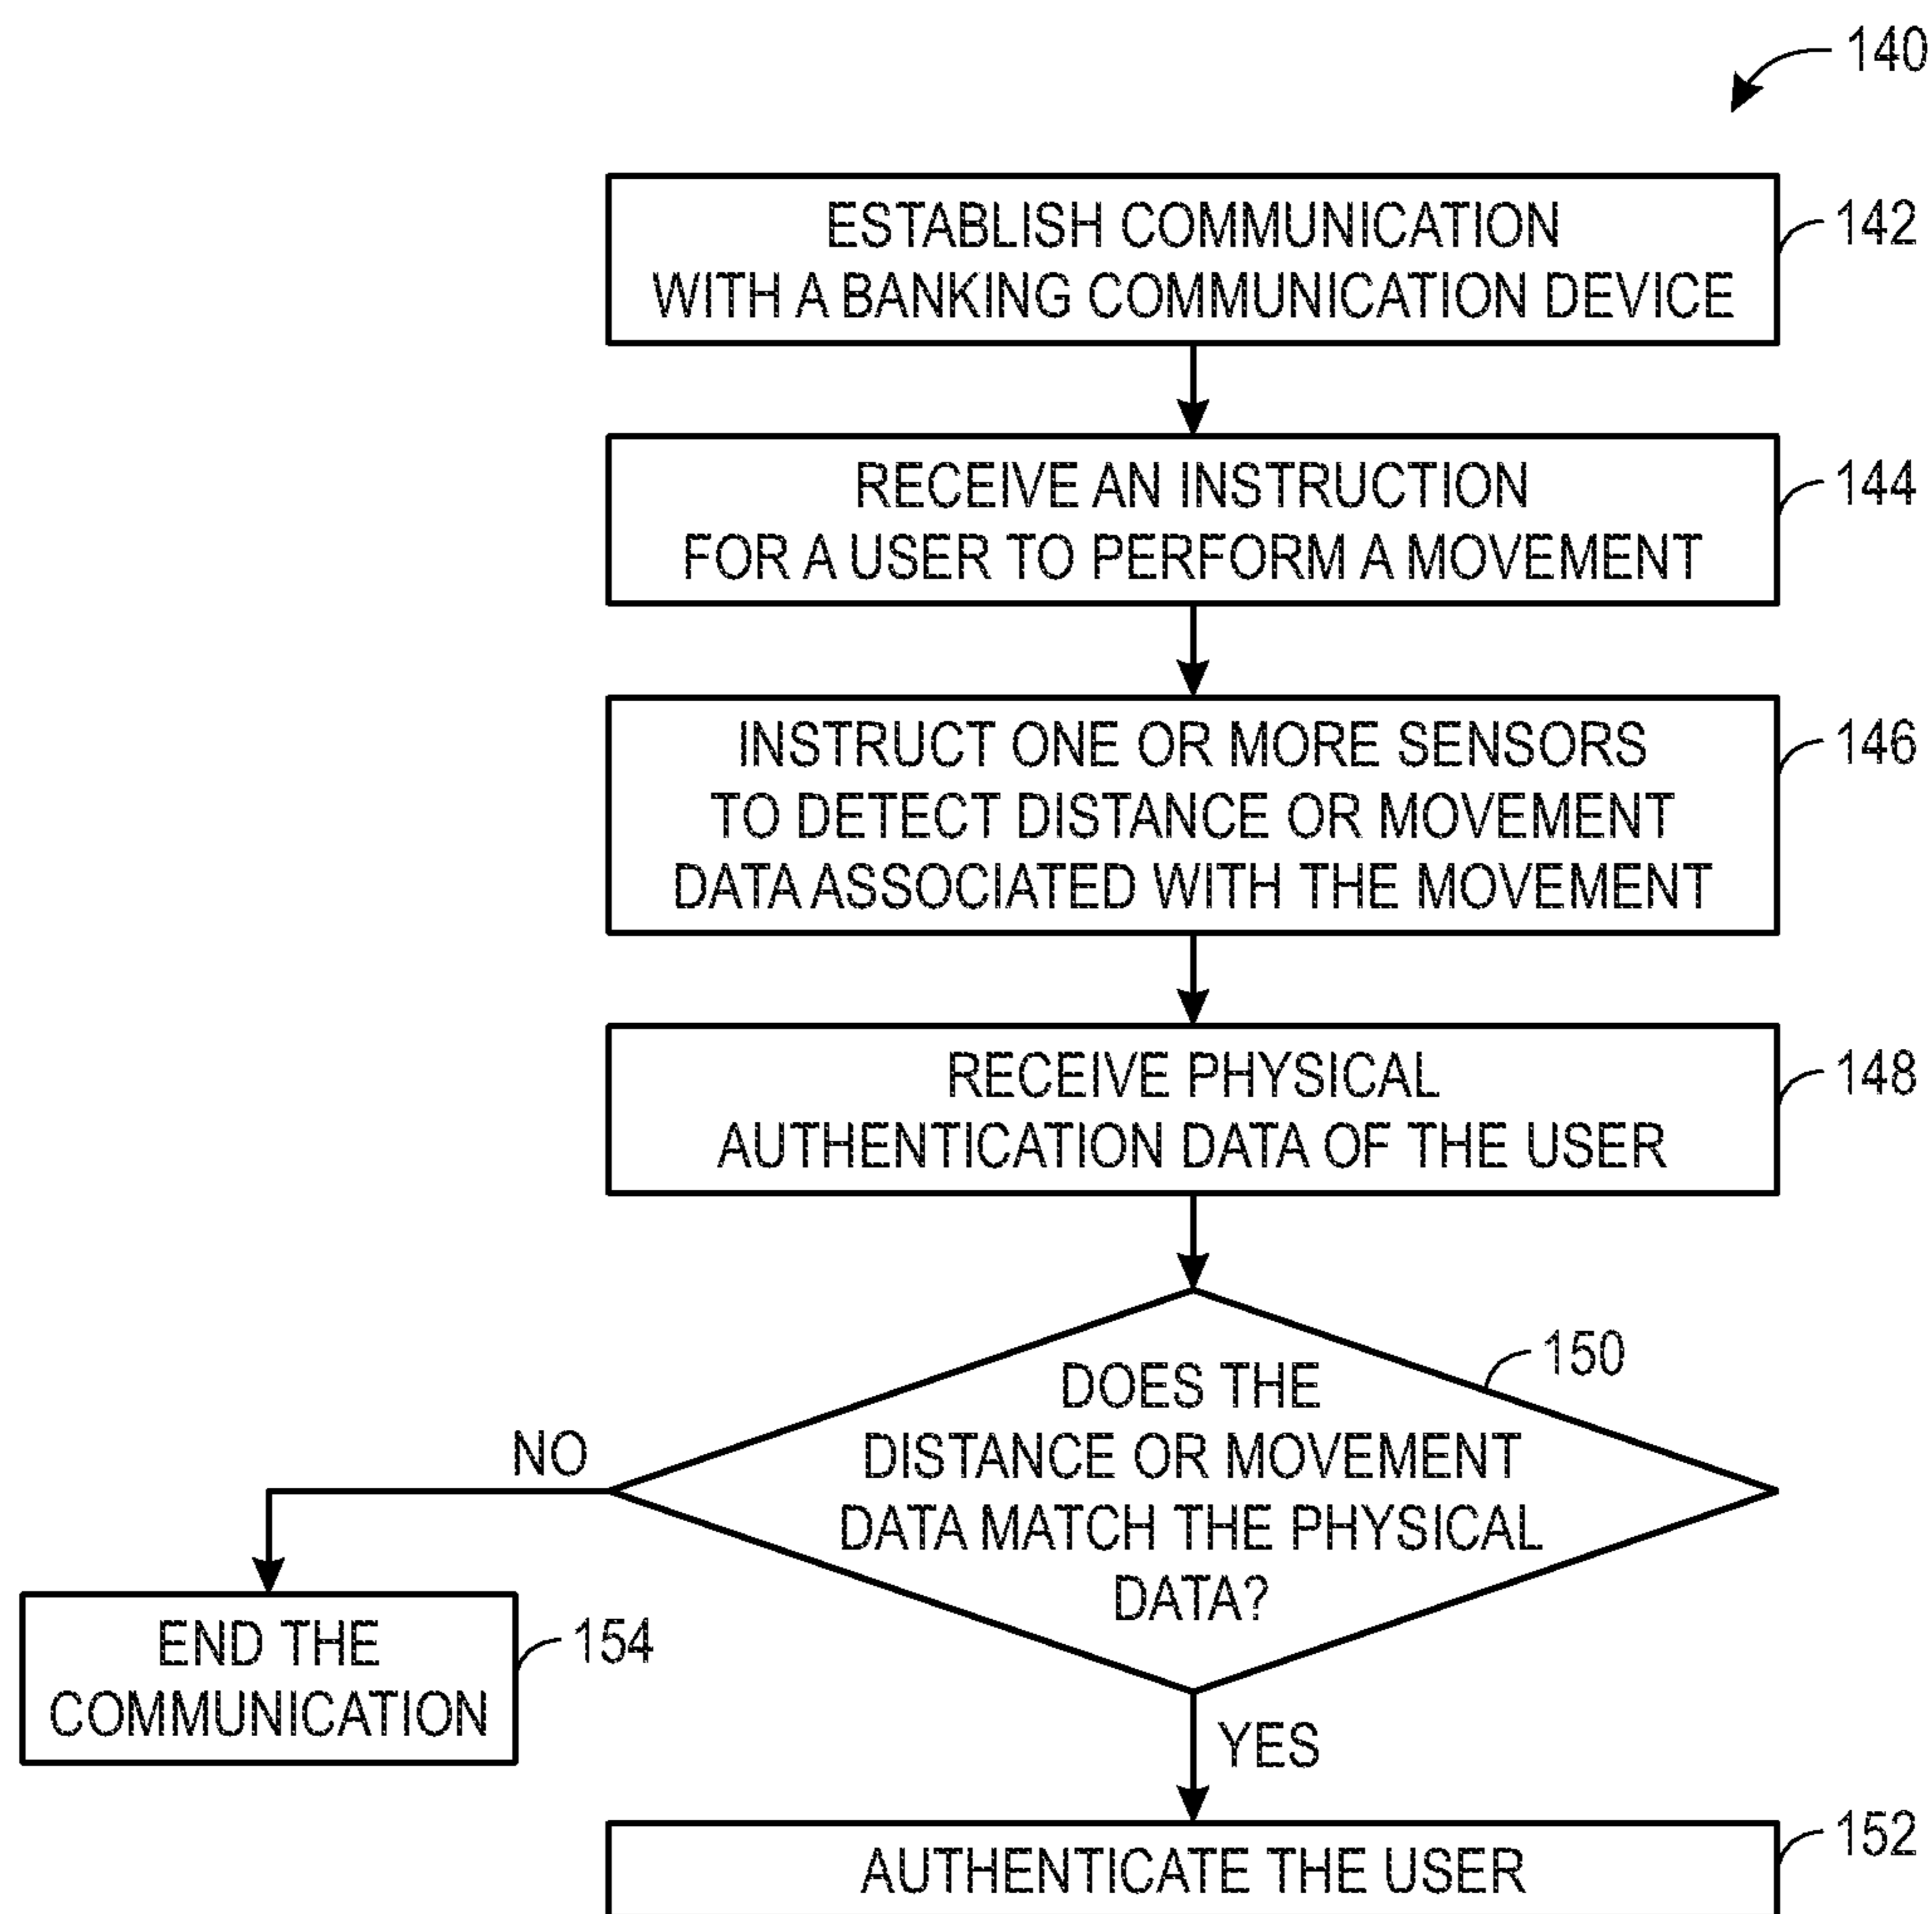 140
ESTABLISH COMMUNICATION
WITH A BANKING COMMUNICATION DEVICE
142
RECEIVE AN INSTRUCTION
FOR A USER TO PERFORM A MOVEMENT
144
INSTRUCT ONE OR MORE SENSORS
TO DETECT DISTANCE OR MOVEMENT
DATA ASSOCIATED WITH THE MOVEMENT
146
RECEIVE PHYSICAL
AUTHENTICATION DATA OF THE USER
148
DOES THE
DISTANCE OR MOVEMENT
DATA MATCH THE PHYSICAL
DATA?
150
NO
END THE
COMMUNICATION
154
YES
AUTHENTICATE THE USER
152